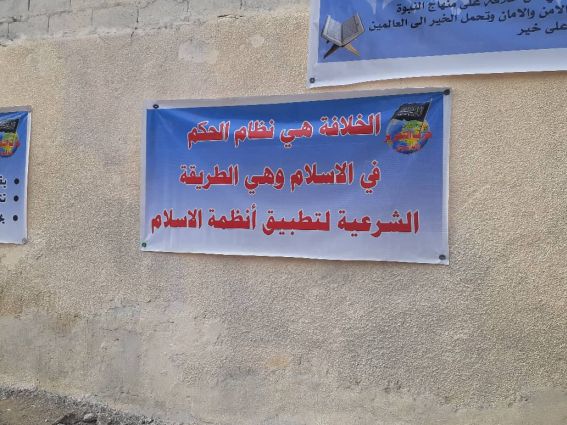 خلافة على منهاج النبوة
الامن والامان وتحمل الخير الى العالمين
على خير
الخلافة هي نظام الحكم
في الاسلام وهي الطريقة
الشرعية لتطبيق أنظمة الاسلام